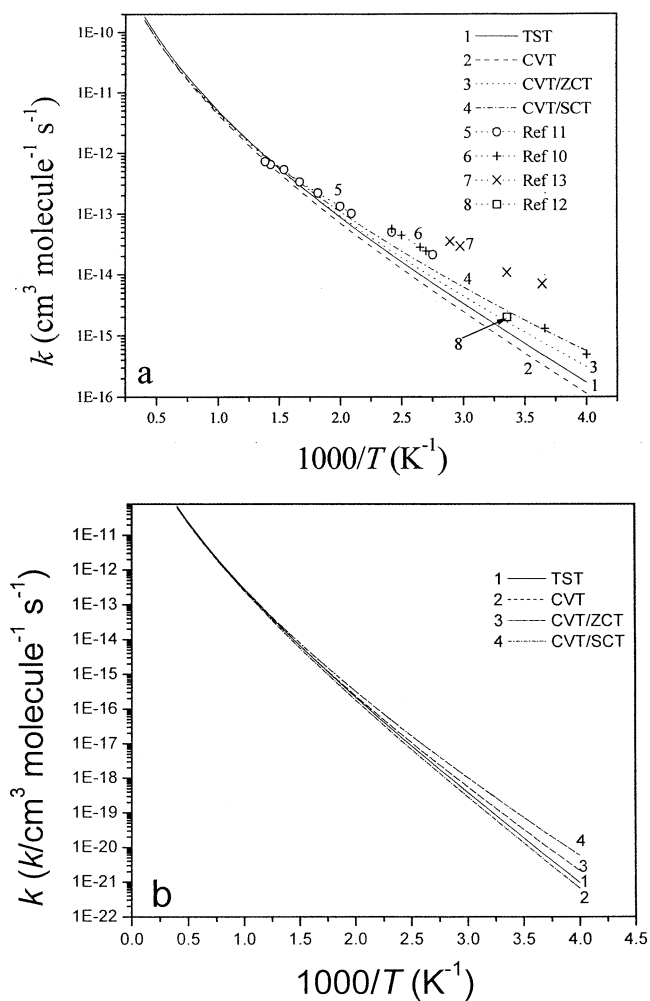 1E-10
1E-11
1E-12
1E-13
1E-14
1E-15
1E-16
k (cm³ molecule⁻¹ s⁻¹)
1 TST
2 CVT
3 CVT/ZCT
4 CVT/SCT
5 Ref 11
6 Ref 10
7 Ref 13
8 Ref 12
5
6
7
4
8
2
3
1
a
0.5 1.0 1.5 2.0 2.5 3.0 3.5 4.0
1000/T (K⁻¹)
1E-11
1E-12
1E-13
1E-14
1E-15
1E-16
1E-17
1E-18
1E-19
1E-20
1E-21
1E-22
k (k/cm³ molecule⁻¹ s⁻¹)
1 TST
2 CVT
3 CVT/ZCT
4 CVT/SCT
4
3
1
2
b
0.0 0.5 1.0 1.5 2.0 2.5 3.0 3.5 4.0 4.5
1000/T (K⁻¹)